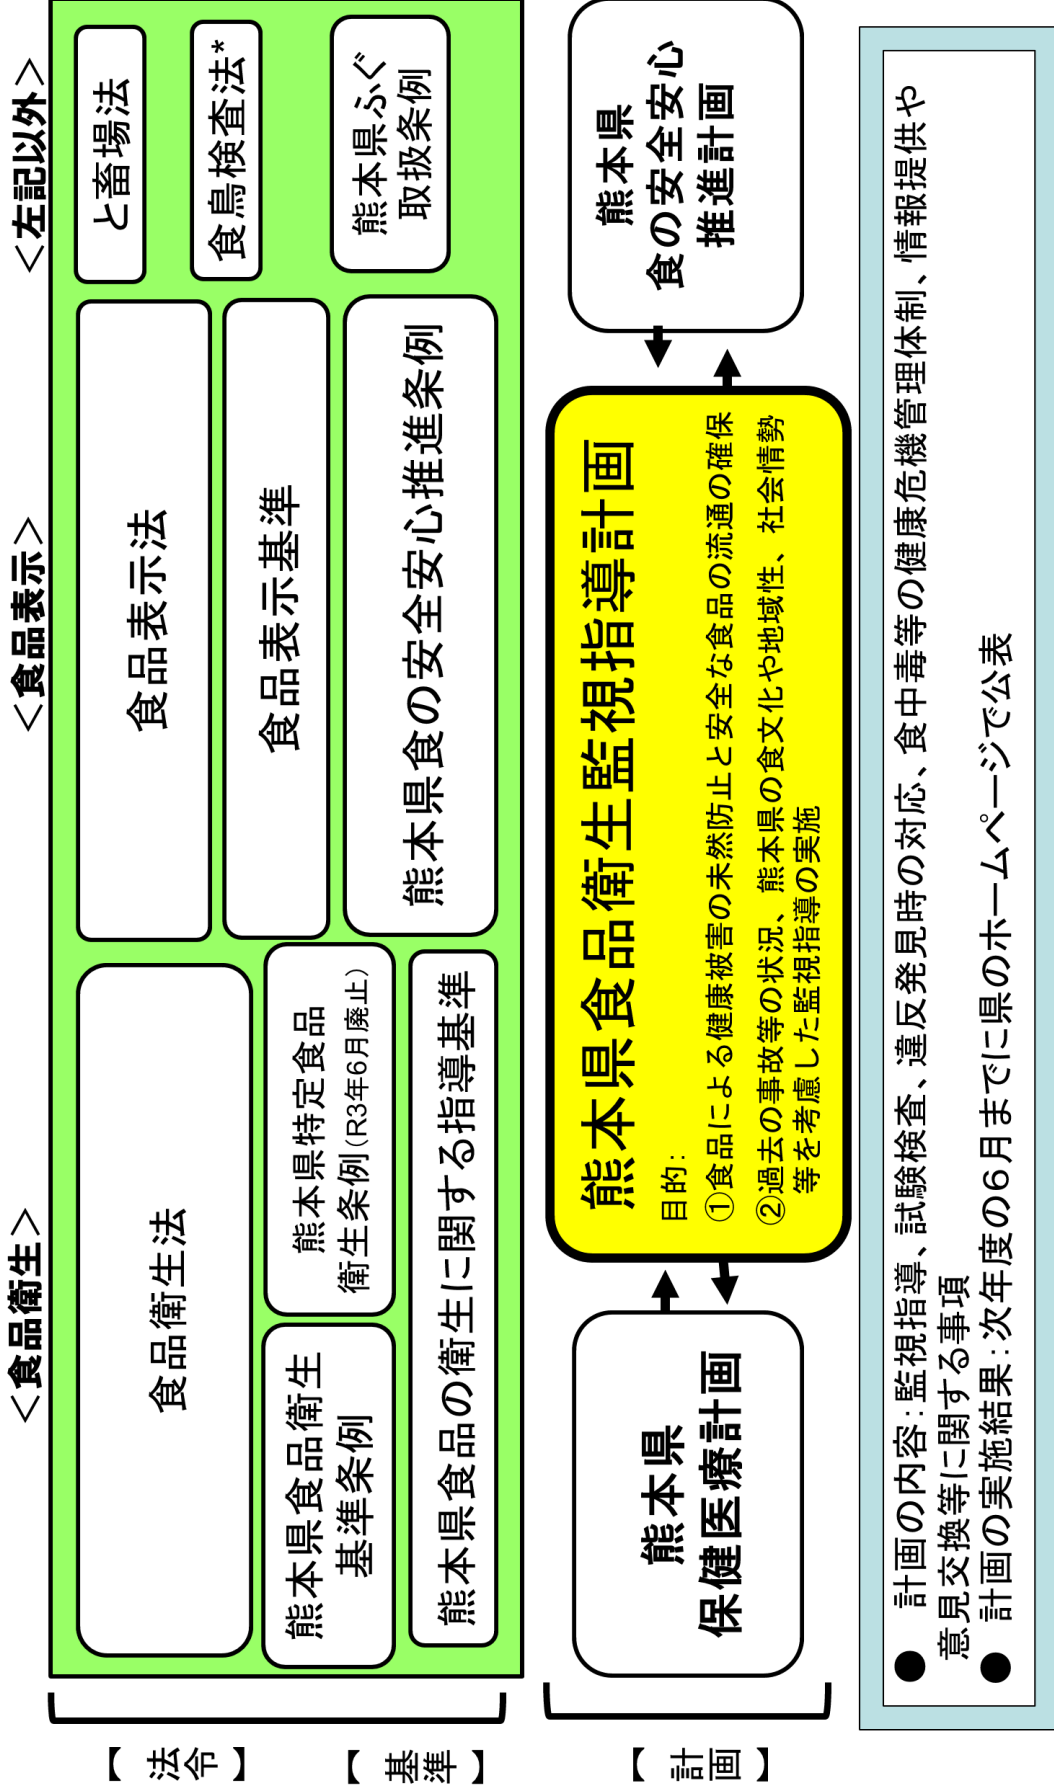 ＜食品衛生＞
＜食品表示＞
＜左記以外＞
【法令】
【基準】
食品衛生法
熊本県食品衛生
基準条例
熊本県特定食品
衛生条例(R3年6月廃止)
熊本県食品の衛生に関する指導基準
食品表示法
食品表示基準
熊本県食の安全安心推進条例
と畜場法
食鳥検査法*
熊本県ふぐ
取扱条例
【計画】
熊本県
保健医療計画
熊本県食品衛生監視指導計画
目的:
①食品による健康被害の未然防止と安全な食品の流通の確保
②過去の事故等の状況、熊本県の食文化や地域性、社会情勢
等を考慮した監視指導の実施
熊本県
食の安全安心
推進計画
● 計画の内容:監視指導、試験検査、違反発見時の対応、食中毒等の健康危機管理体制、情報提供や
意見交換等に関する事項
● 計画の実施結果:次年度の6月までに県のホームページで公表